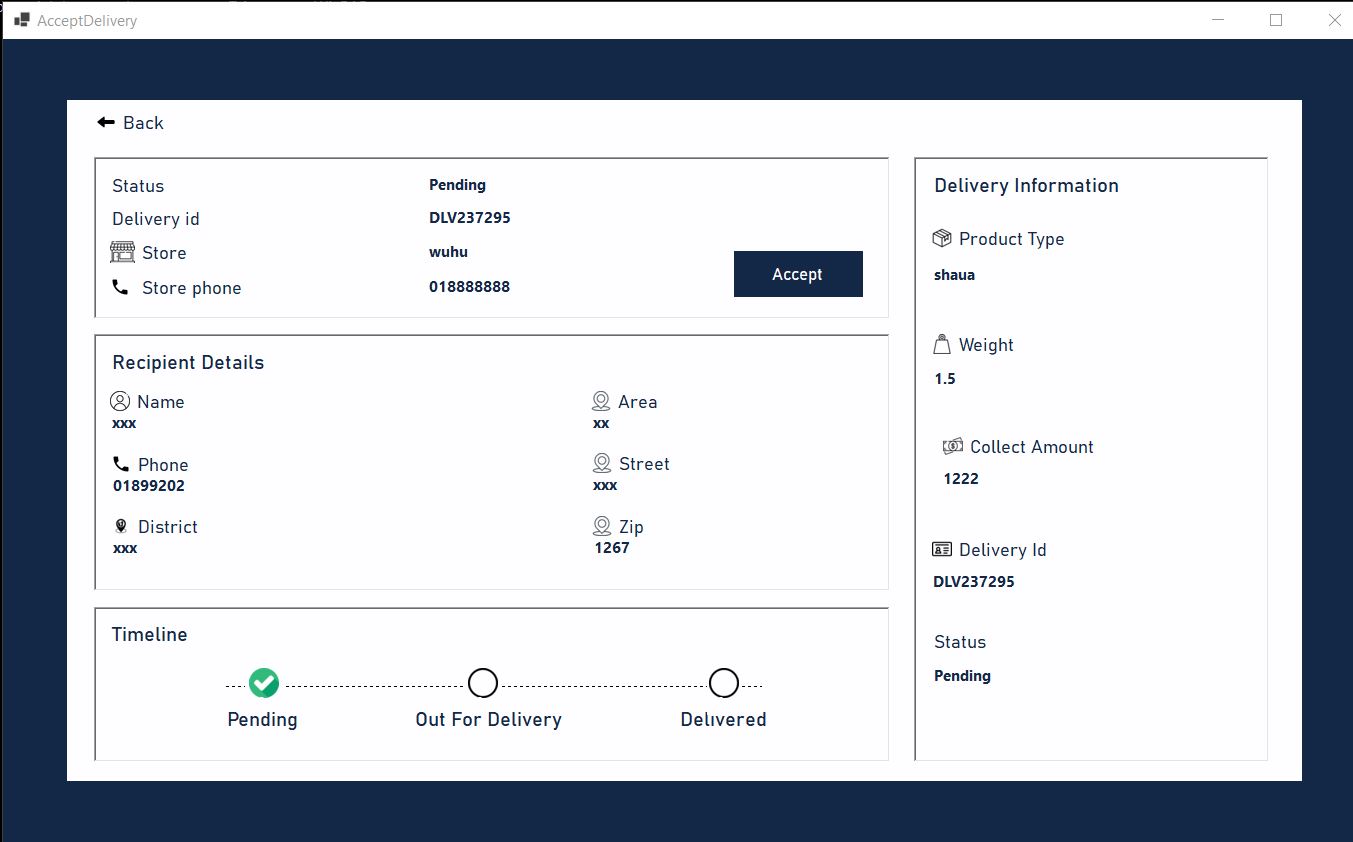 AcceptDelivery
Back
Status Pending
Delivery id DLV237295
Store wuhu
Store phone 018888888
Accept
Recipient Details
Name
xxx
Area
xx
Phone
01899202
Street
xxx
District
xxx
Zip
1267
Timeline
Pending Out For Delivery Delivered
Delivery Information
Product Type
shaua
Weight
1.5
Collect Amount
1222
Delivery Id
DLV237295
Status
Pending